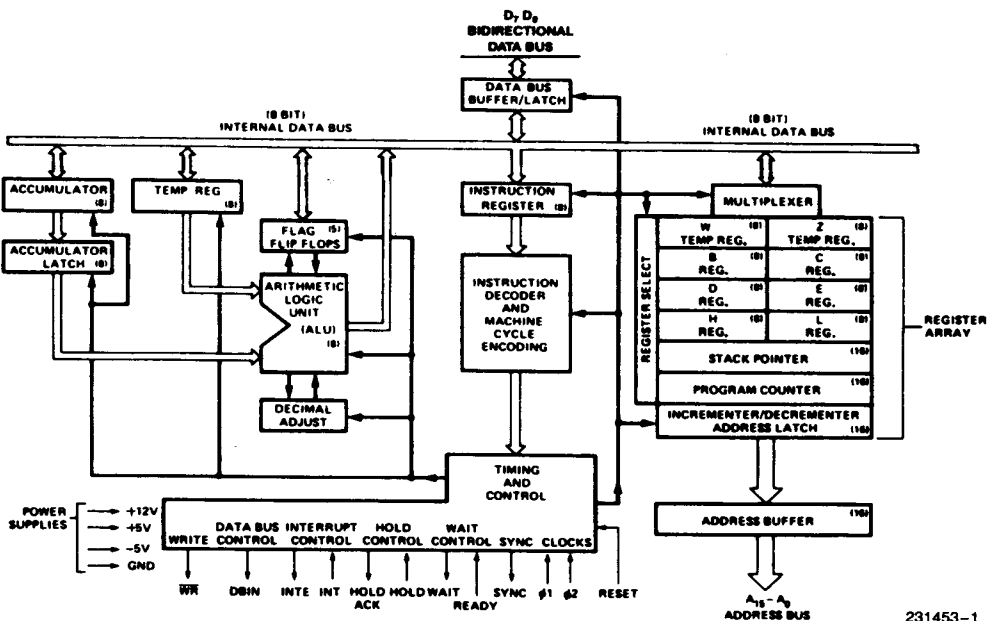 D7 D0
BIDIRECTIONAL
DATA BUS
DATA BUS
BUFFER/LATCH
(8 BIT)
INTERNAL DATA BUS
(8 BIT)
INTERNAL DATA BUS
ACCUMULATOR
(8)
TEMP REG
(8)
INSTRUCTION
REGISTER (8)
MULTIPLEXER
ACCUMULATOR
LATCH (8)
FLAG (5)
FLIP FLOPS
ARITHMETIC
LOGIC
UNIT
(ALU)
(8)
DECIMAL
ADJUST
INSTRUCTION
DECODER
AND
MACHINE
CYCLE
ENCODING
REGISTER SELECT
W (8)
TEMP REG.
Z (8)
TEMP REG.
B (8)
REG.
C (8)
REG.
D (8)
REG.
E (8)
REG.
H (8)
REG.
L (8)
REG.
STACK POINTER (16)
PROGRAM COUNTER (16)
INCREMENTER/DECREMENTER
ADDRESS LATCH (16)
REGISTER
ARRAY
TIMING
AND
CONTROL
POWER
SUPPLIES
+12V
+5V
-5V
GND
WRITE
DATA BUS
CONTROL
INTERRUPT
CONTROL
HOLD
CONTROL
WAIT
CONTROL
SYNC
CLOCKS
WR
DBIN
INTE
INT
HOLD
ACK
HOLD
WAIT
READY
SYNC
ϕ1
ϕ2
RESET
ADDRESS BUFFER (16)
A15 – A0
ADDRESS BUS
231453–1